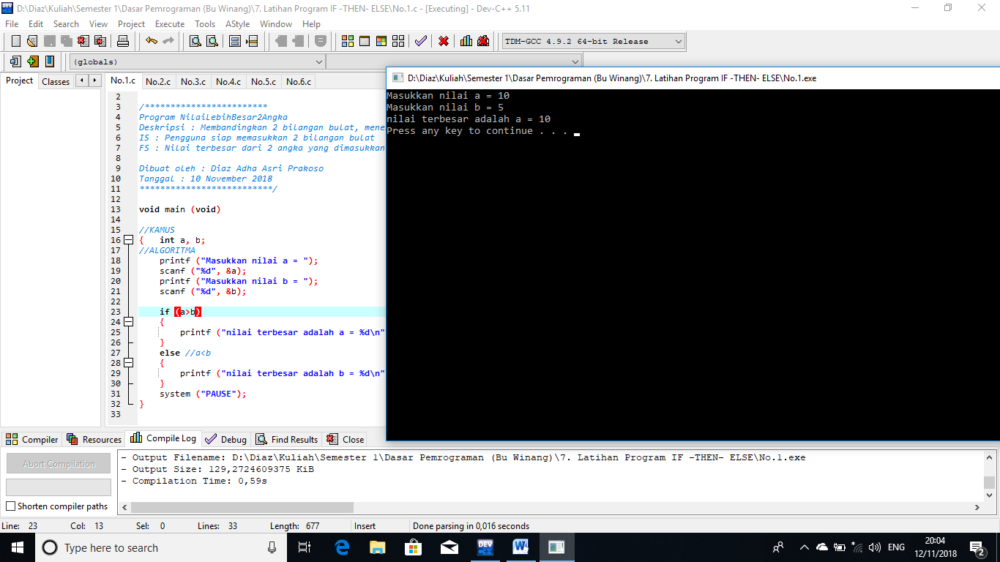 D:\Diaz\Kuliah\Semester 1\Dasar Pemrograman (Bu Winang)\7. Latihan Program IF -THEN- ELSE\No.1.c - [Executing] - Dev-C++ 5.11
File Edit Search View Project Execute Tools AStyle Window Help
TDM-GCC 4.9.2 64-bit Release
(globals)
Project Classes
No.1.c No.2.c No.3.c No.4.c No.5.c No.6.c
2
3 /************************
4 Program NilaiLebihBesar2Angka
5 Deskripsi : Membandingkan 2 bilangan bulat, mene
6 IS : Pengguna siap memasukkan 2 bilangan bulat
7 FS : Nilai terbesar dari 2 angka yang dimasukkan
8
9 Dibuat oleh : Diaz Adha Asri Prakoso
10 Tanggal : 10 November 2018
11 **************************/
12
13 void main (void)
14
15 //KAMUS
16 { int a, b;
17 //ALGORITMA
18 printf ("Masukkan nilai a = ");
19 scanf ("%d", &a);
20 printf ("Masukkan nilai b = ");
21 scanf ("%d", &b);
22
23 if (a>b)
24 {
25 printf ("nilai terbesar adalah a = %d\n"
26 }
27 else //a<b
28 {
29 printf ("nilai terbesar adalah b = %d\n"
30 }
31 system ("PAUSE");
32 }
33
D:\Diaz\Kuliah\Semester 1\Dasar Pemrograman (Bu Winang)\7. Latihan Program IF -THEN- ELSE\No.1.exe
Masukkan nilai a = 10
Masukkan nilai b = 5
nilai terbesar adalah a = 10
Press any key to continue . . .
Compiler Resources Compile Log Debug Find Results Close
Abort Compilation
Shorten compiler paths
- Output Filename: D:\Diaz\Kuliah\Semester 1\Dasar Pemrograman (Bu Winang)\7. Latihan Program IF -THEN- ELSE\No.1.exe
- Output Size: 129,2724609375 KiB
- Compilation Time: 0,59s
Line: 23 Col: 13 Sel: 0 Lines: 33 Length: 677 Insert Done parsing in 0,016 seconds
Type here to search
DEV
W
ENG
20:04
12/11/2018
2